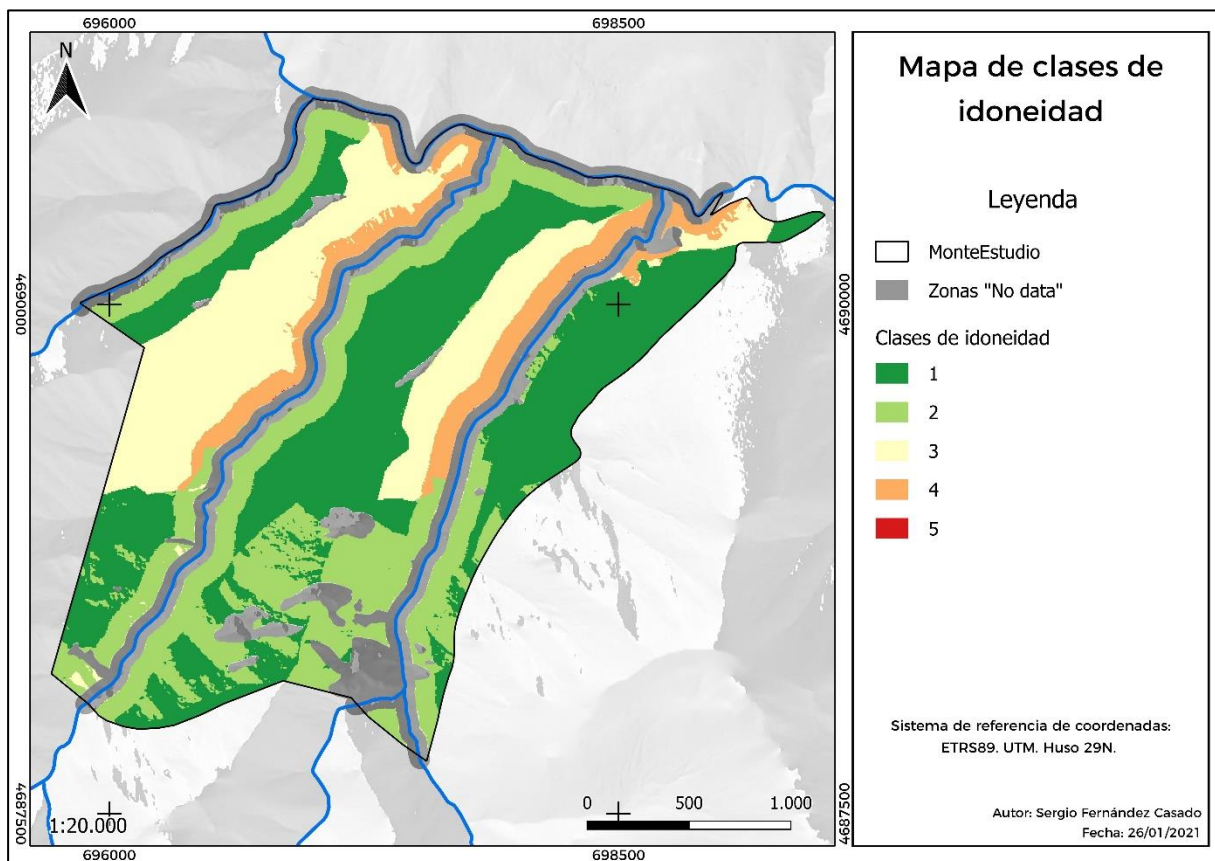 696000
698500
N
4690000
4690000
4687500
4687500
1:20.000
0
500
1.000
696000
698500
Mapa de clases de
idoneidad
Leyenda
MonteEstudio
Zonas "No data"
Clases de idoneidad
1
2
3
4
5
Sistema de referencia de coordenadas:
ETRS89. UTM. Huso 29N.
Autor: Sergio Fernández Casado
Fecha: 26/01/2021